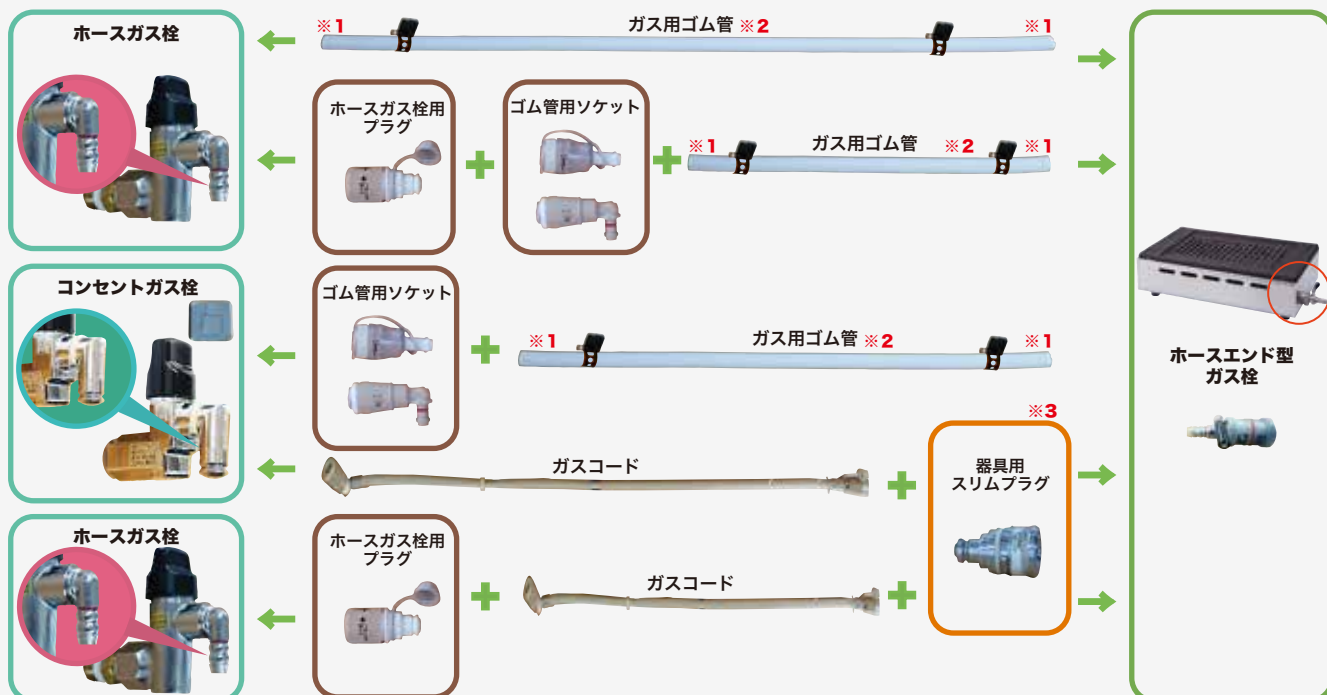 ホースガス栓
※1
ガス用ゴム管 ※2
※1
ホースガス栓用
プラグ
ゴム管用ソケット
※1
ガス用ゴム管
※2
※1
コンセントガス栓
ゴム管用ソケット
※1
ガス用ゴム管 ※2
※1
ガスコード
※3
器具用
スリムプラグ
ホースガス栓
ホースガス栓用
プラグ
ガスコード
ホースエンド型
ガス栓